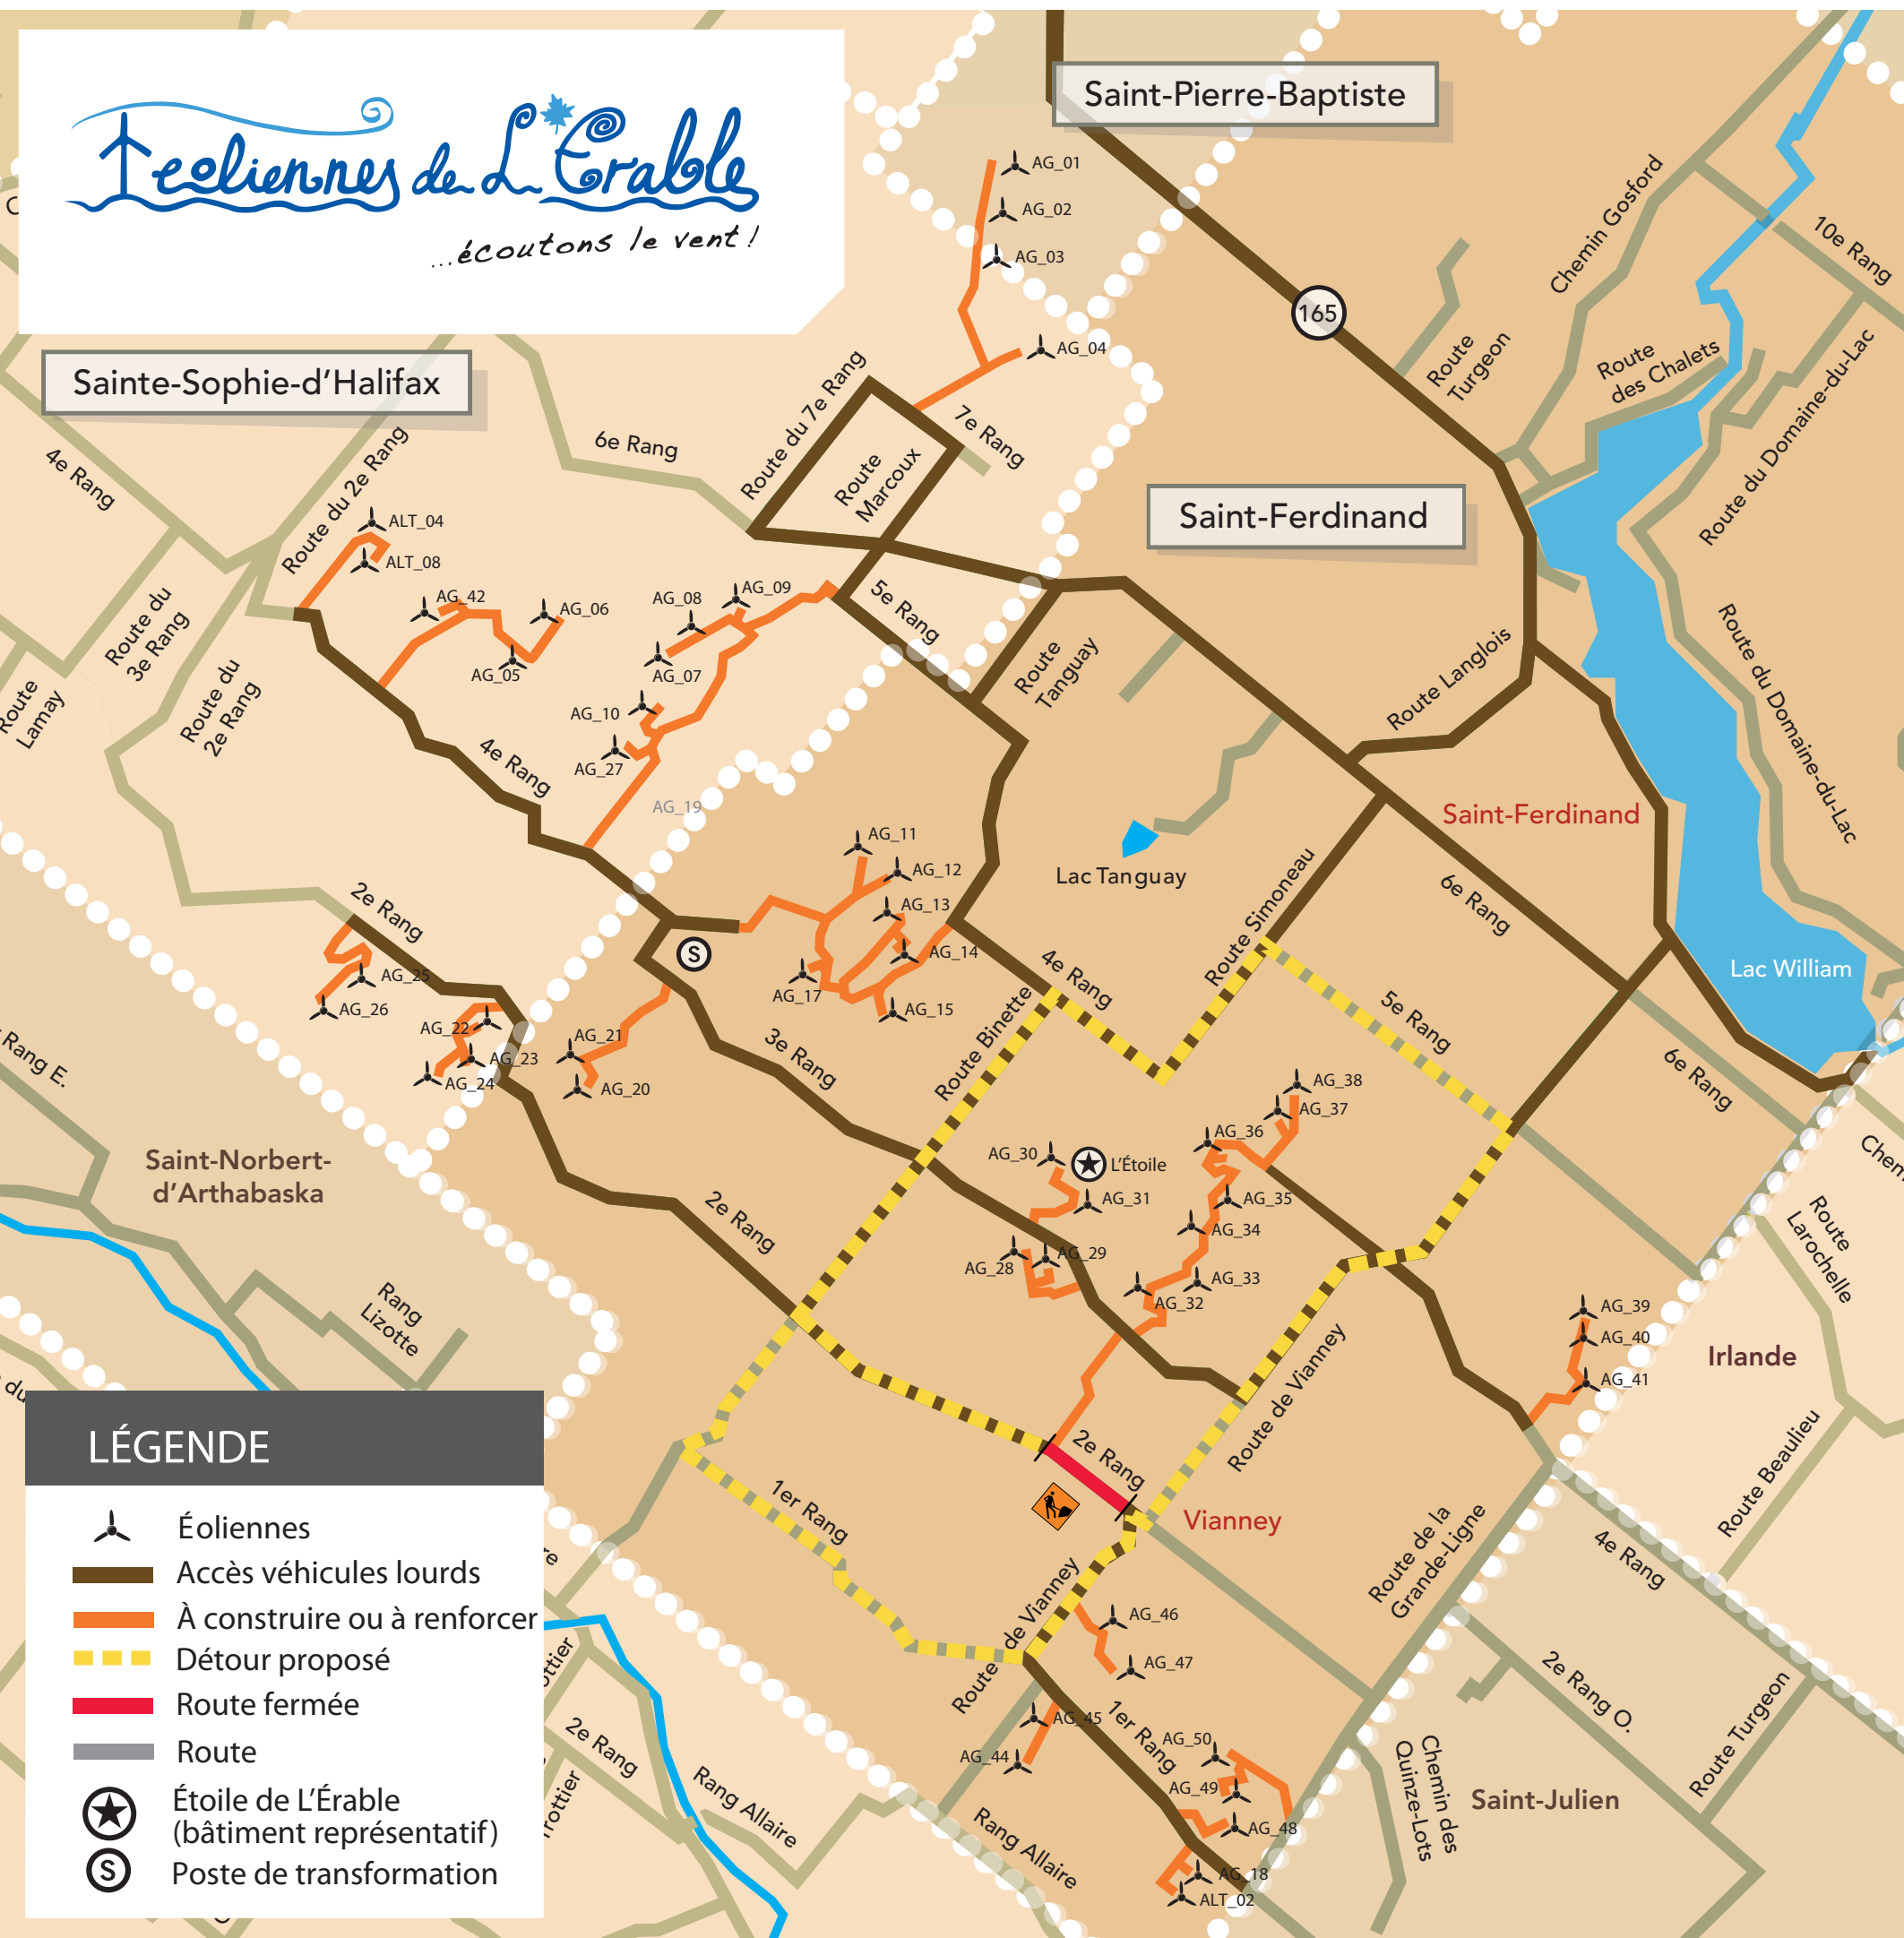 Éoliennes de L'Érable
...écoutons le vent!
Saint-Pierre-Baptiste
Sainte-Sophie-d'Halifax
Saint-Ferdinand
165
AG_01
AG_02
AG_03
AG_04
Chemin Gosford
10e Rang
Route
Turgeon
Route
des Chalets
Route du Domaine-du-Lac
Route du Domaine-du-Lac
4e Rang
Route du 2e Rang
6e Rang
Route du 7e Rang
Route
Marcoux
7e Rang
ALT_04
ALT_08
AG_42
AG_06
AG_05
AG_08
AG_09
AG_07
AG_10
AG_27
AG_19
5e Rang
Route
Tanguay
Route Langlois
Route du
3e Rang
Route du
2e Rang
Route
Lamay
4e Rang
Saint-Ferdinand
Lac Tanguay
6e Rang
Lac William
AG_11
AG_12
AG_13
AG_14
AG_17
AG_15
S
2e Rang
AG_25
AG_26
AG_22
AG_23
AG_24
AG_21
AG_20
3e Rang
Route Binette
4e Rang
Route Simoneau
5e Rang
6e Rang
Rang E.
Saint-Norbert-
d'Arthabaska
AG_38
AG_37
AG_36
AG_30
L'Étoile
AG_31
AG_35
AG_34
AG_29
AG_28
AG_33
AG_32
2e Rang
Rang
Lizotte
Route
Larochelle
AG_39
AG_40
AG_41
Irlande
Route de Vianney
2e Rang
1er Rang
Vianney
Route Beaulieu
Route de la
Grande-Ligne
4e Rang
Route de Vianney
AG_46
AG_47
AG_45
AG_44
1er Rang
AG_50
AG_49
AG_48
AG_18
ALT_02
2e Rang O.
Route Turgeon
Chemin des
Quinze-Lots
Saint-Julien
2e Rang
Rang Allaire
Rang Allaire
LÉGENDE
Éoliennes
Accès véhicules lourds
À construire ou à renforcer
Détour proposé
Route fermée
Route
Étoile de L'Érable
(bâtiment représentatif)
S
Poste de transformation